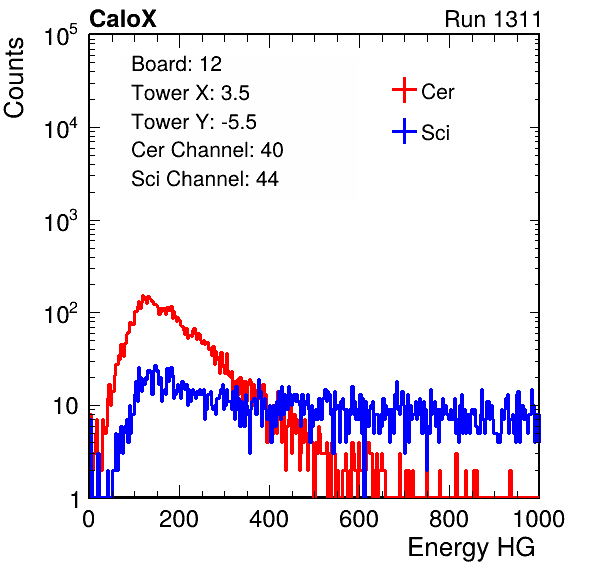 CaloX Run 1311
Counts
Board: 12
Tower X: 3.5
Tower Y: -5.5
Cer Channel: 40
Sci Channel: 44
Cer
Sci
10^5
10^4
10^3
10^2
10
1
0 200 400 600 800 1000
Energy HG